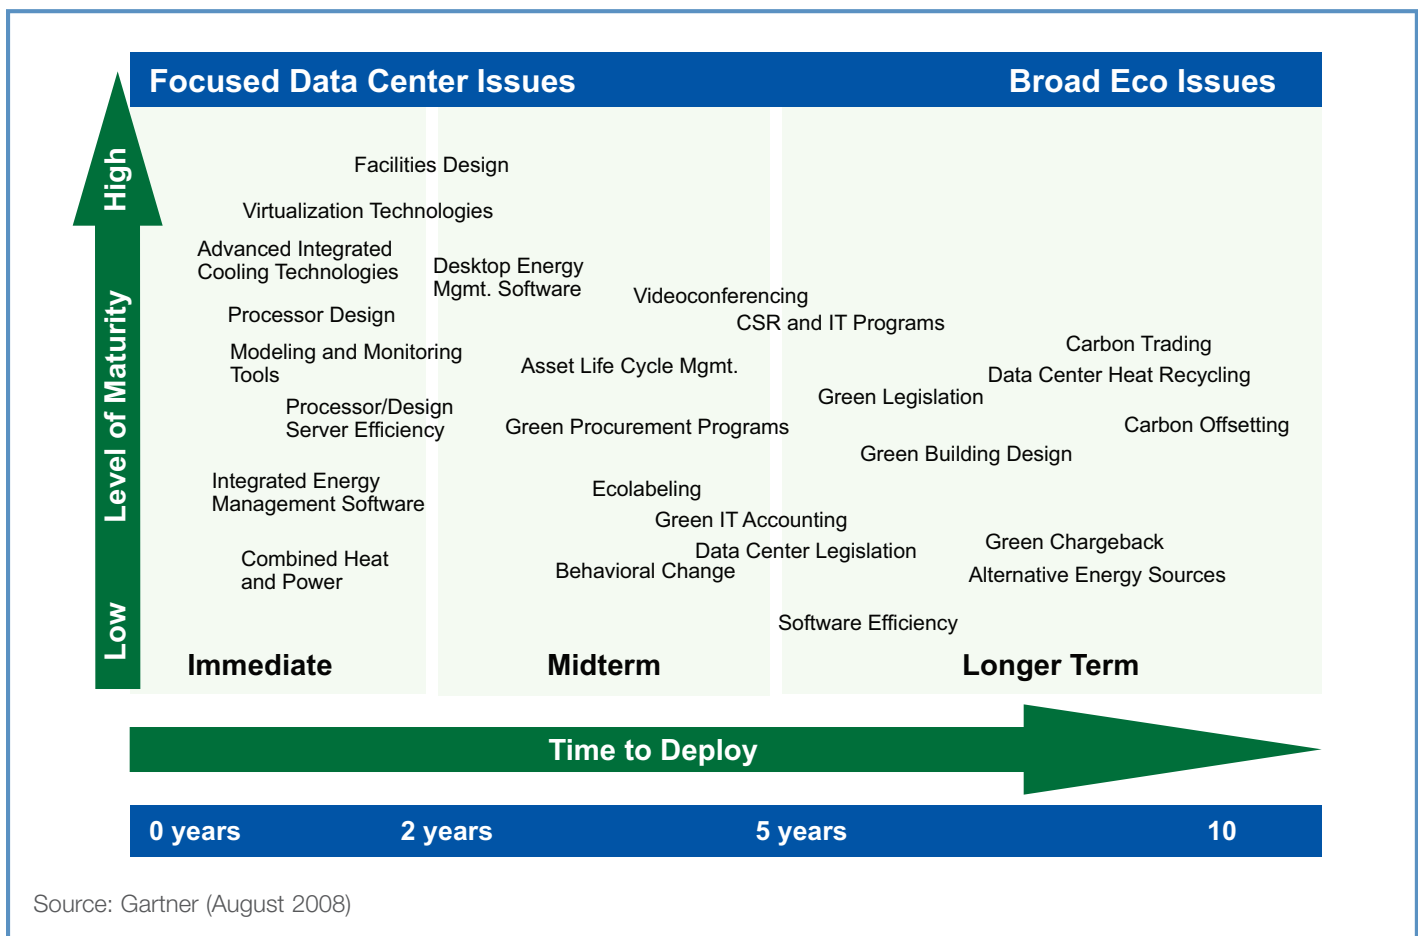 Focused Data Center Issues
Broad Eco Issues
High
Level of Maturity
Low
Facilities Design
Virtualization Technologies
Advanced Integrated
Cooling Technologies
Desktop Energy
Mgmt. Software
Videoconferencing
Processor Design
CSR and IT Programs
Modeling and Monitoring
Tools
Asset Life Cycle Mgmt.
Carbon Trading
Data Center Heat Recycling
Green Legislation
Processor/Design
Server Efficiency
Green Procurement Programs
Carbon Offsetting
Green Building Design
Integrated Energy
Management Software
Ecolabeling
Green IT Accounting
Combined Heat
and Power
Data Center Legislation
Behavioral Change
Green Chargeback
Alternative Energy Sources
Software Efficiency
Immediate
Midterm
Longer Term
Time to Deploy
0 years
2 years
5 years
10
Source: Gartner (August 2008)